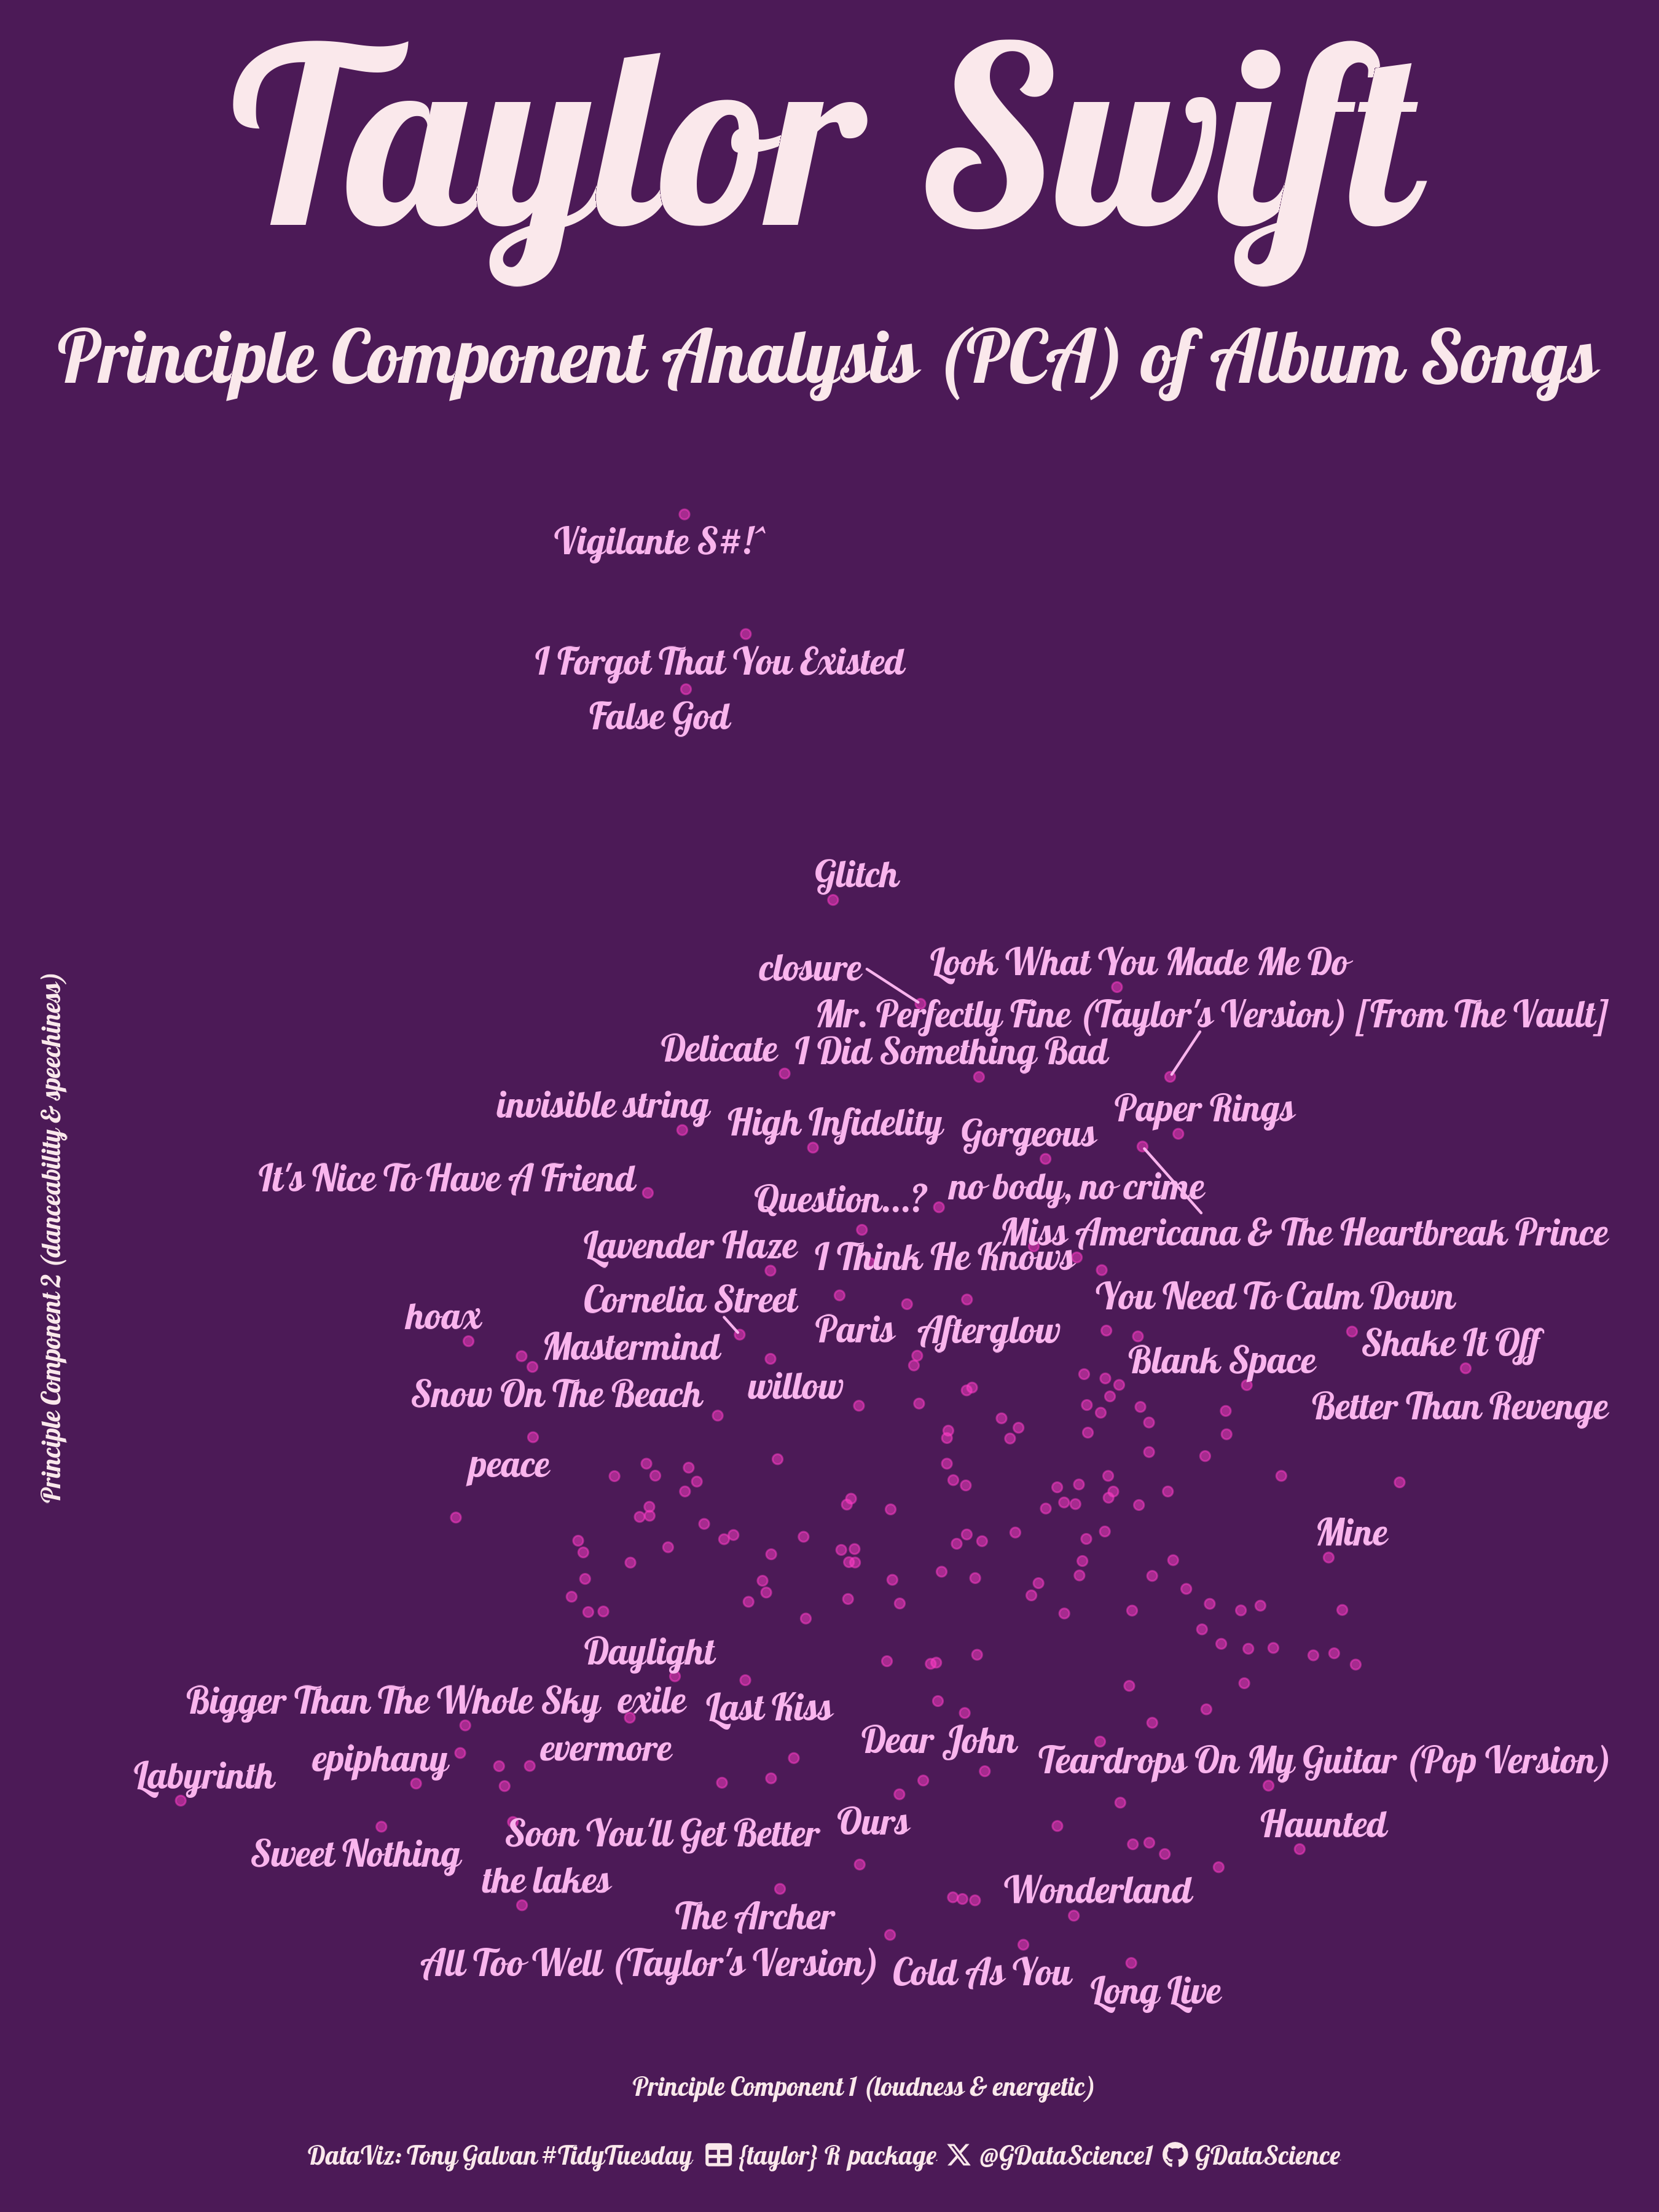 Taylor Swift
Principle Component Analysis (PCA) of Album Songs
Vigilante S#!^
I Forgot That You Existed
False God
Glitch
closure
Look What You Made Me Do
Mr. Perfectly Fine (Taylor's Version) [From The Vault]
Delicate
I Did Something Bad
invisible string
High Infidelity
Gorgeous
Paper Rings
It's Nice To Have A Friend
Question...?
no body, no crime
Miss Americana & The Heartbreak Prince
Lavender Haze
I Think He Knows
Cornelia Street
You Need To Calm Down
hoax
Mastermind
Paris
Afterglow
Shake It Off
Blank Space
Snow On The Beach
willow
Better Than Revenge
peace
Mine
Daylight
Bigger Than The Whole Sky
exile
Last Kiss
Dear John
evermore
epiphany
Labyrinth
Teardrops On My Guitar (Pop Version)
Ours
Haunted
Soon You'll Get Better
Sweet Nothing
the lakes
Wonderland
The Archer
All Too Well (Taylor's Version)
Cold As You
Long Live
Principle Component 2 (danceability & speechiness)
Principle Component 1 (loudness & energetic)
DataViz: Tony Galvan #TidyTuesday {taylor} R package @GDataScience1 GDataScience